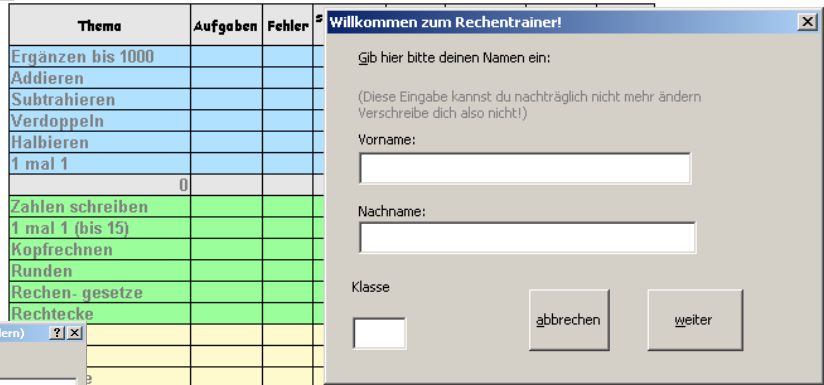 Thema Aufgaben Fehler s
Ergänzen bis 1000
Addieren
Subtrahieren
Verdoppeln
Halbieren
1 mal 1
0
Zahlen schreiben
1 mal 1 (bis 15)
Kopfrechnen
Runden
Rechen- gesetze
Rechtecke
Willkommen zum Rechentrainer!
Gib hier bitte deinen Namen ein:
(Diese Eingabe kannst du nachträglich nicht mehr ändern
Verschreibe dich also nicht!)
Vorname:
Nachname:
Klasse
abbrechen weiter